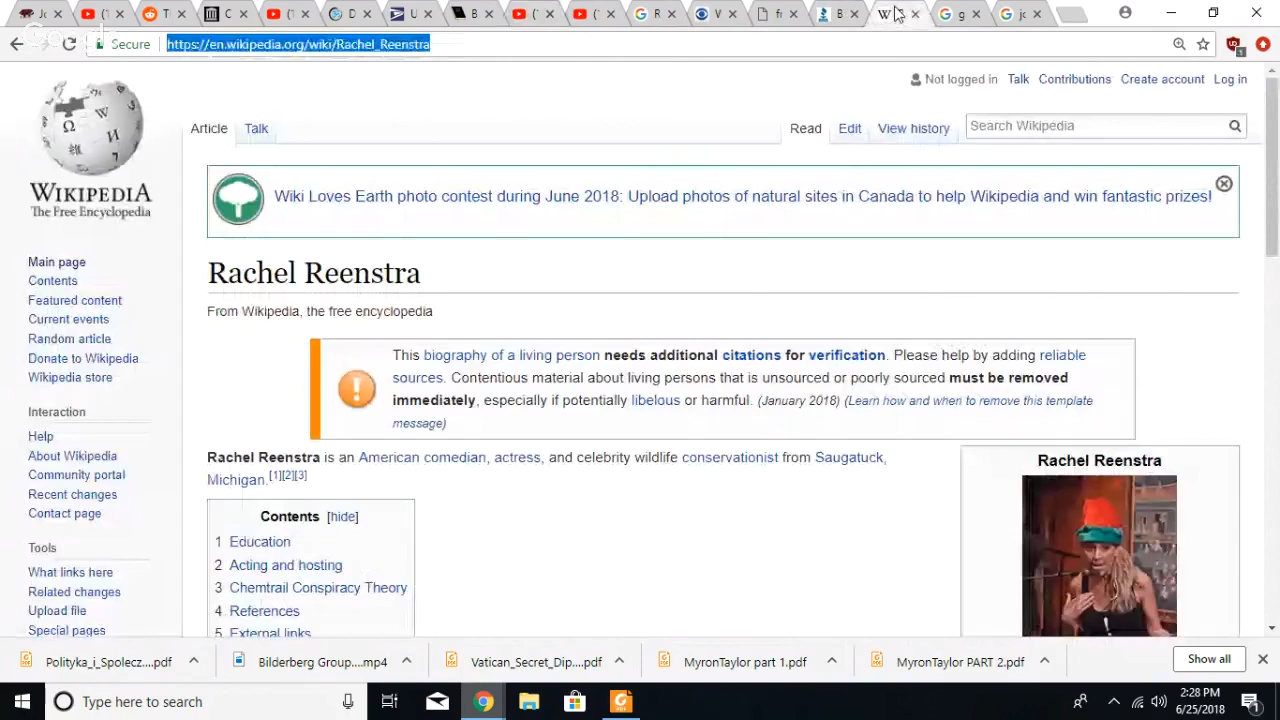 Secure
https://en.wikipedia.org/wiki/Rachel_Reenstra
Not logged in Talk Contributions Create account Log in
Article Talk
Read Edit View history
Search Wikipedia
WIKIPEDIA
The Free Encyclopedia
Main page
Contents
Featured content
Current events
Random article
Donate to Wikipedia
Wikipedia store
Interaction
Help
About Wikipedia
Community portal
Recent changes
Contact page
Tools
What links here
Related changes
Upload file
Special pages
Wiki Loves Earth photo contest during June 2018: Upload photos of natural sites in Canada to help Wikipedia and win fantastic prizes!
Rachel Reenstra
From Wikipedia, the free encyclopedia
This biography of a living person needs additional citations for verification. Please help by adding reliable
sources. Contentious material about living persons that is unsourced or poorly sourced must be removed
immediately, especially if potentially libelous or harmful. (January 2018) (Learn how and when to remove this template
message)
Rachel Reenstra is an American comedian, actress, and celebrity wildlife conservationist from Saugatuck,
Michigan.[1][2][3]
Contents [hide]
1 Education
2 Acting and hosting
3 Chemtrail Conspiracy Theory
4 References
5 External links
Rachel Reenstra
Polityka_i_Spolecz....pdf
Bilderberg Group....mp4
Vatican_Secret_Dip....pdf
MyronTaylor part 1.pdf
MyronTaylor PART 2.pdf
Show all
Type here to search
2:28 PM
6/25/2018